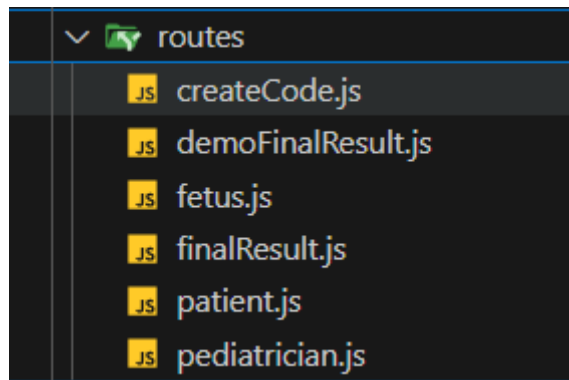 routes
JS createCode.js
JS demoFinalResult.js
JS fetus.js
JS finalResult.js
JS patient.js
JS pediatrician.js